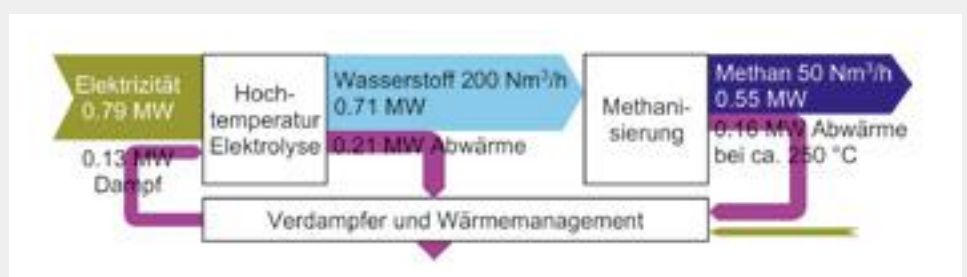 Elektrizität
0.79 MW
0.13 MW
Dampf
Hoch-
temperatur
Elektrolyse
Wasserstoff 200 Nm³/h
0.71 MW
0.21 MW Abwärme
Methani-
sierung
Methan 50 Nm³/h
0.55 MW
0.16 MW Abwärme
bei ca. 250 °C
Verdampfer und Wärmemanagement